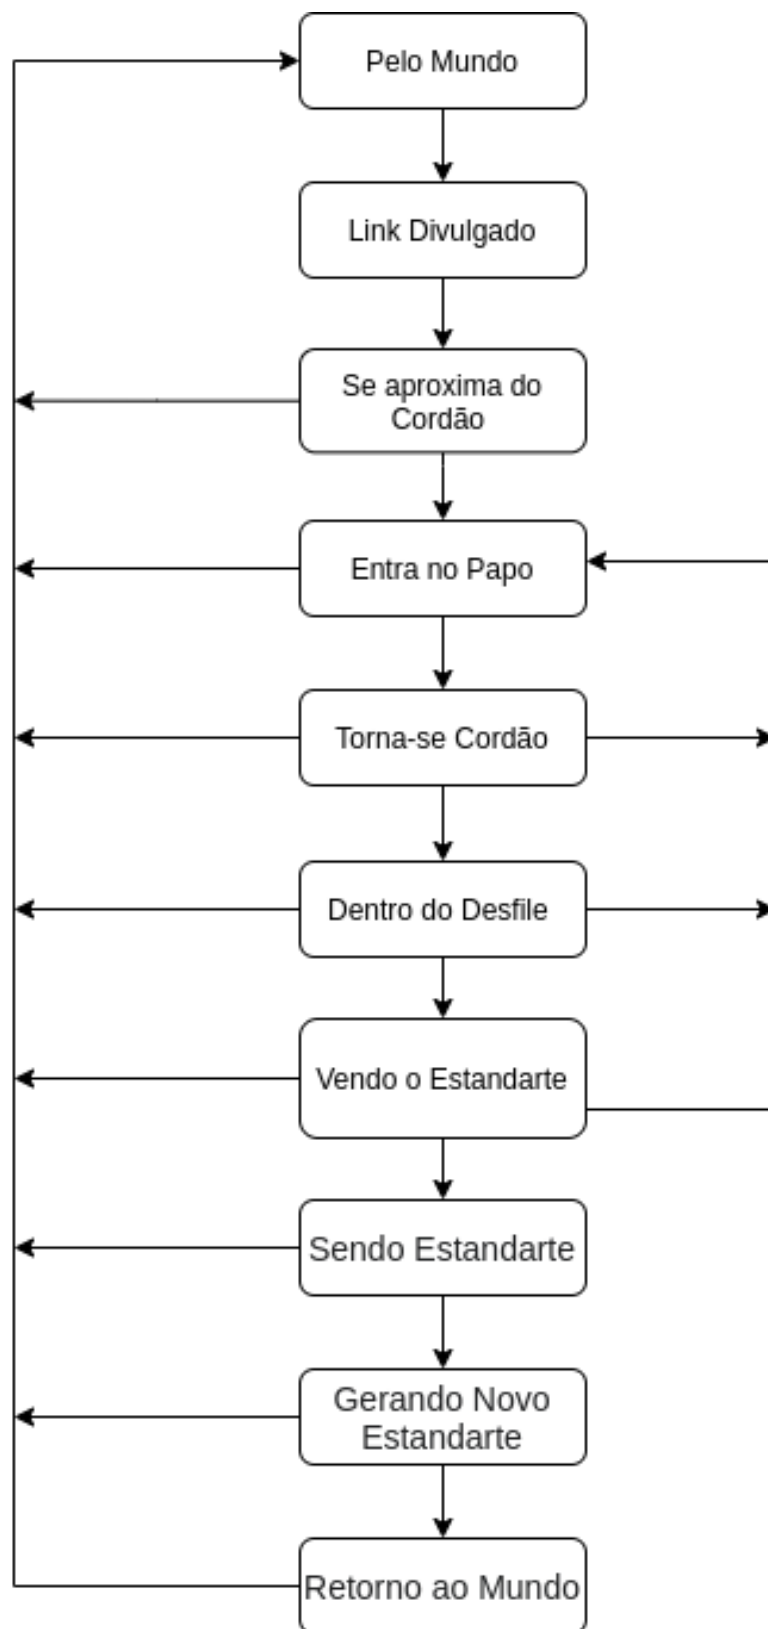 Pelo Mundo
Link Divulgado
Se aproxima do
Cordão
Entra no Papo
Torna-se Cordão
Dentro do Desfile
Vendo o Estandarte
Sendo Estandarte
Gerando Novo
Estandarte
Retorno ao Mundo